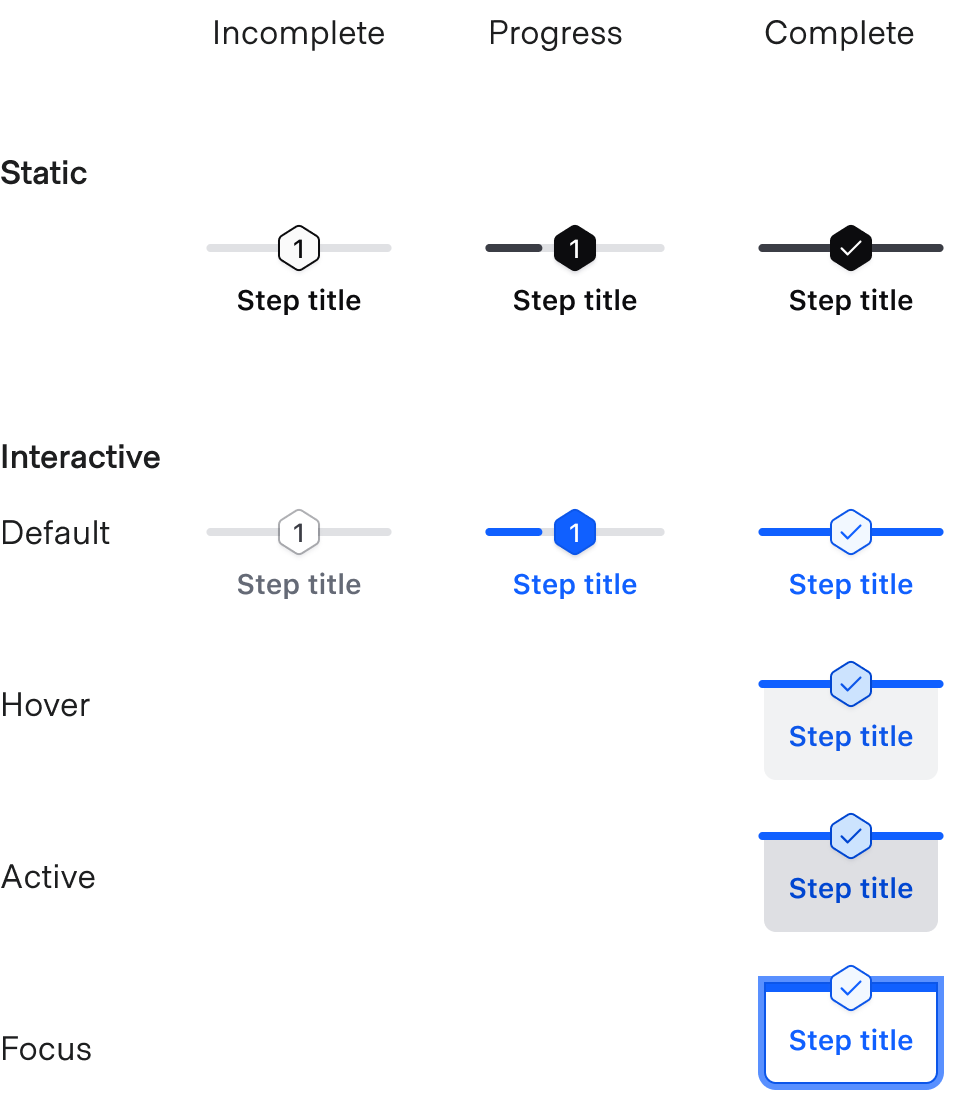 Incomplete Progress Complete
Static
1 1
Step title Step title Step title
Interactive
Default 1 1
Step title Step title Step title
Hover
Step title
Active
Step title
Focus
Step title